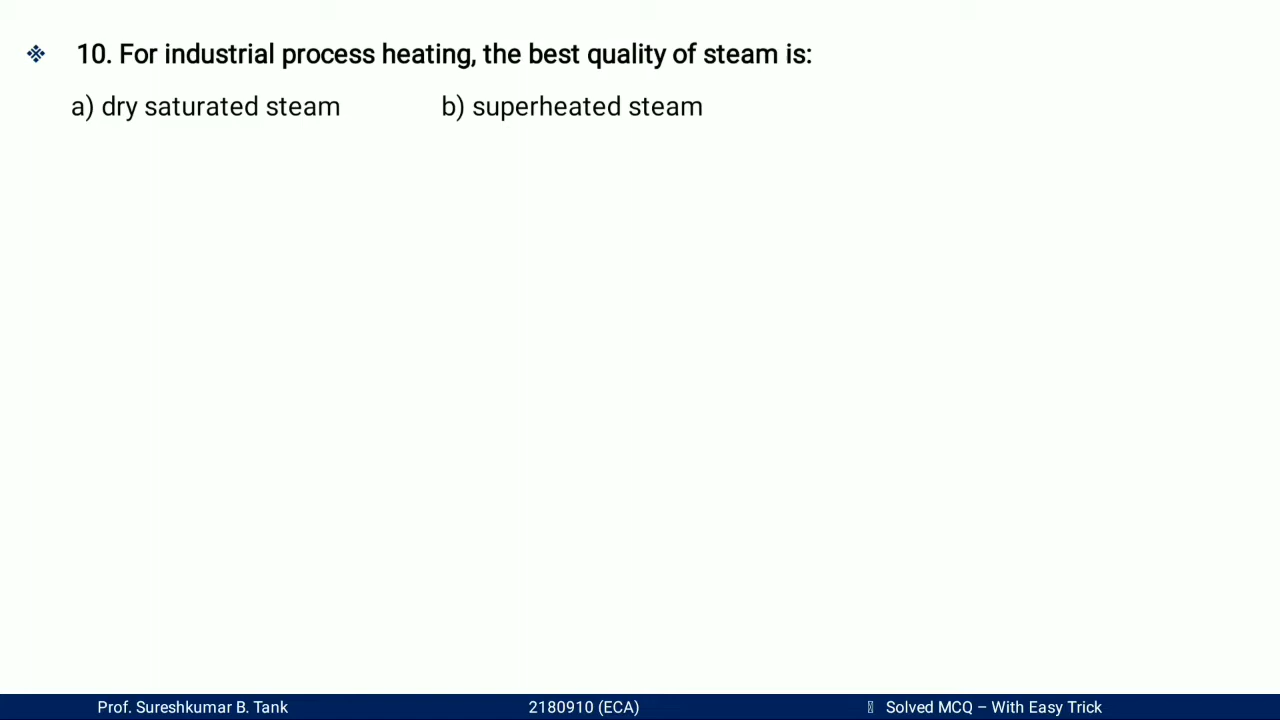 ❖ 10. For industrial process heating, the best quality of steam is:
a) dry saturated steam b) superheated steam
Prof. Sureshkumar B. Tank 2180910 (ECA) Solved MCQ – With Easy Trick